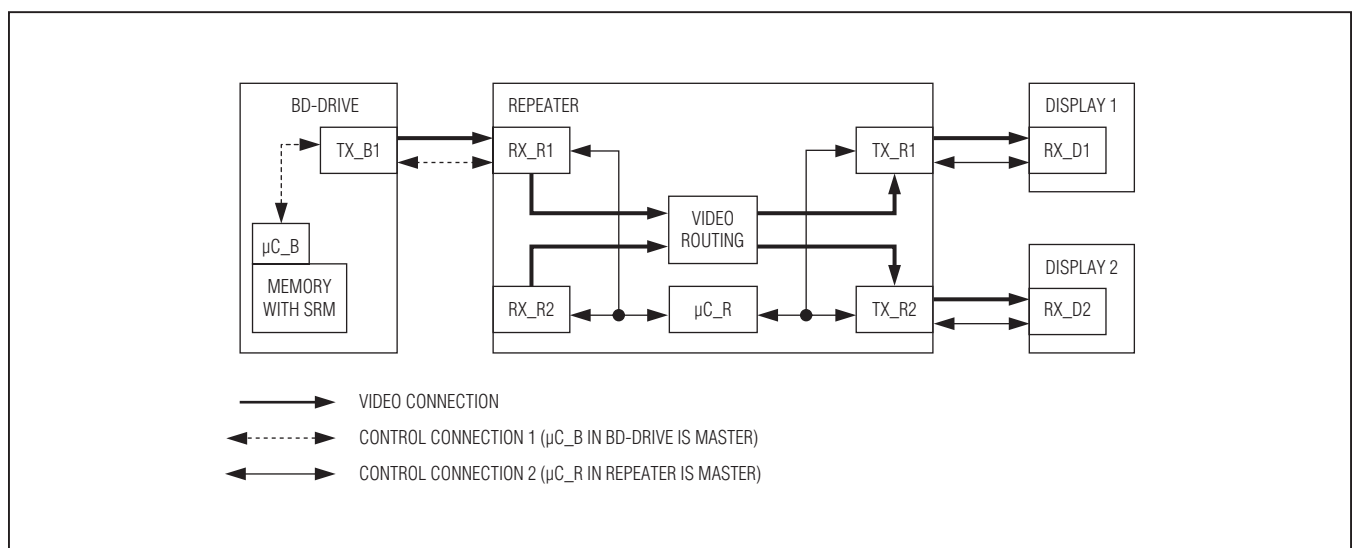 BD-DRIVE
TX_B1
µC_B
MEMORY
WITH SRM
REPEATER
RX_R1
RX_R2
VIDEO
ROUTING
µC_R
TX_R1
TX_R2
DISPLAY 1
RX_D1
DISPLAY 2
RX_D2
VIDEO CONNECTION
CONTROL CONNECTION 1 (µC_B IN BD-DRIVE IS MASTER)
CONTROL CONNECTION 2 (µC_R IN REPEATER IS MASTER)